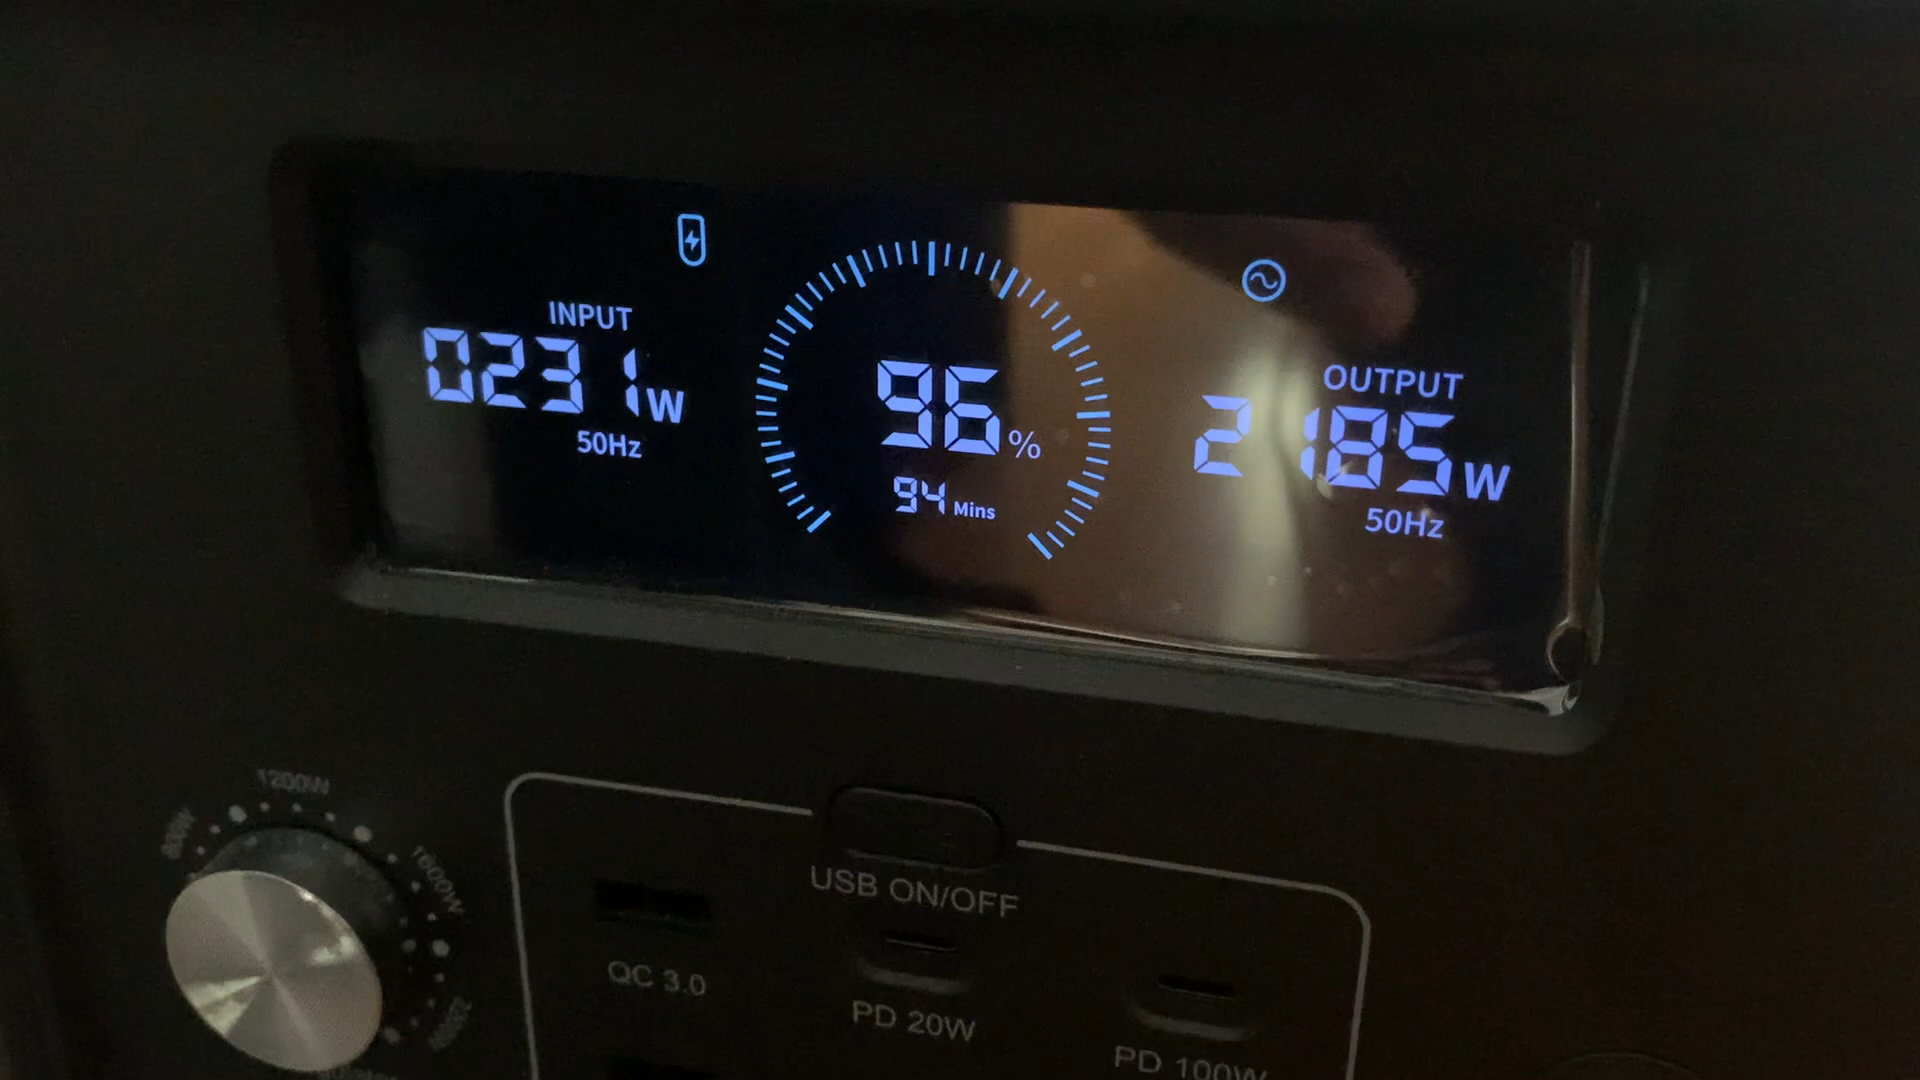 INPUT
0231W
50Hz
96%
94 Mins
OUTPUT
2185W
50Hz
1200W
800W
1600W
USB ON/OFF
QC 3.0
PD 20W
PD 100W